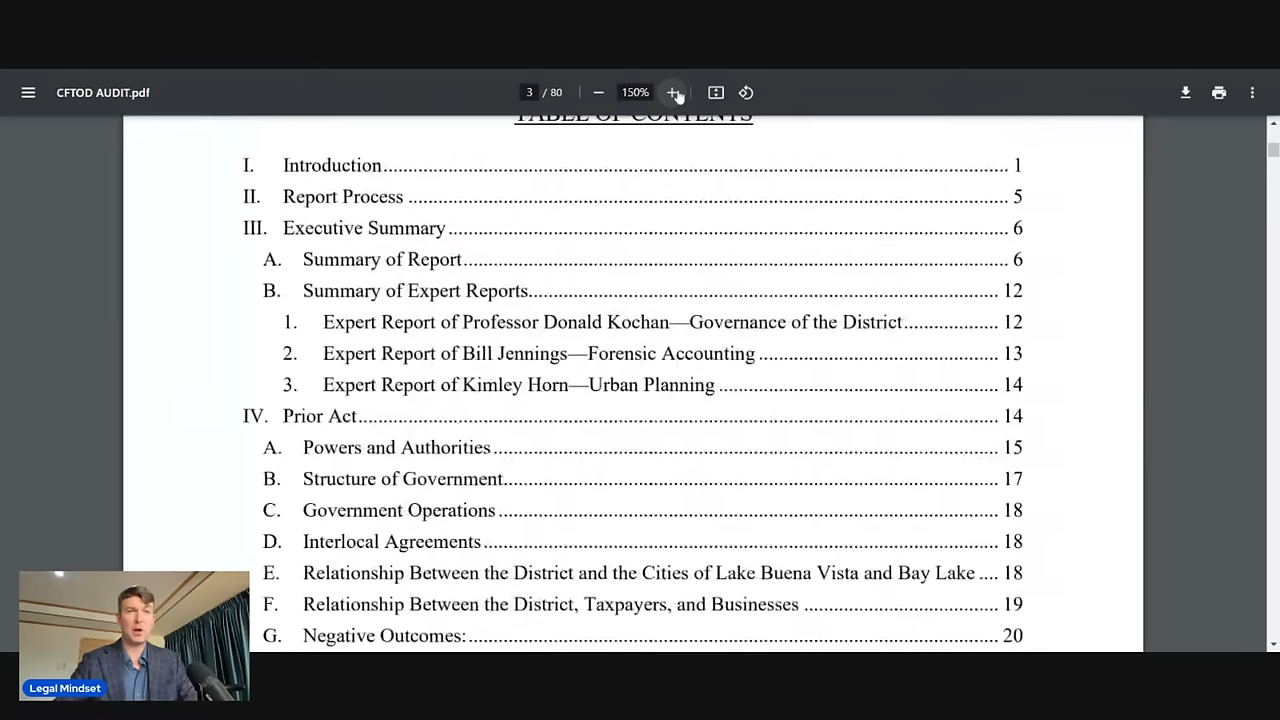 CFTOD AUDIT.pdf
3 / 80
150%
TABLE OF CONTENTS
I. Introduction 1
II. Report Process 5
III. Executive Summary 6
A. Summary of Report 6
B. Summary of Expert Reports 12
1. Expert Report of Professor Donald Kochan—Governance of the District 12
2. Expert Report of Bill Jennings—Forensic Accounting 13
3. Expert Report of Kimley Horn—Urban Planning 14
IV. Prior Act 14
A. Powers and Authorities 15
B. Structure of Government 17
C. Government Operations 18
D. Interlocal Agreements 18
E. Relationship Between the District and the Cities of Lake Buena Vista and Bay Lake 18
F. Relationship Between the District, Taxpayers, and Businesses 19
G. Negative Outcomes: 20
Legal Mindset